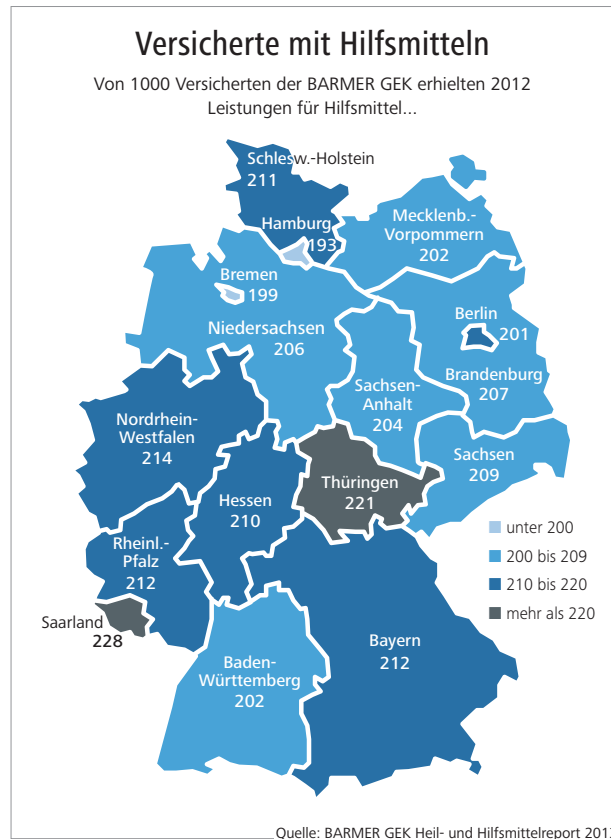 Versicherte mit Hilfsmitteln
Von 1000 Versicherten der BARMER GEK erhielten 2012
Leistungen für Hilfsmittel...
Schlesw.-Holstein
211
Hamburg
193
Mecklenb.-
Vorpommern
202
Bremen
199
Berlin
201
Niedersachsen
206
Brandenburg
207
Sachsen-
Anhalt
204
Nordrhein-
Westfalen
214
Sachsen
209
Thüringen
221
Hessen
210
Rheinl.-
Pfalz
212
unter 200
200 bis 209
210 bis 220
mehr als 220
Saarland
228
Bayern
212
Baden-
Württemberg
202
Quelle: BARMER GEK Heil- und Hilfsmittelreport